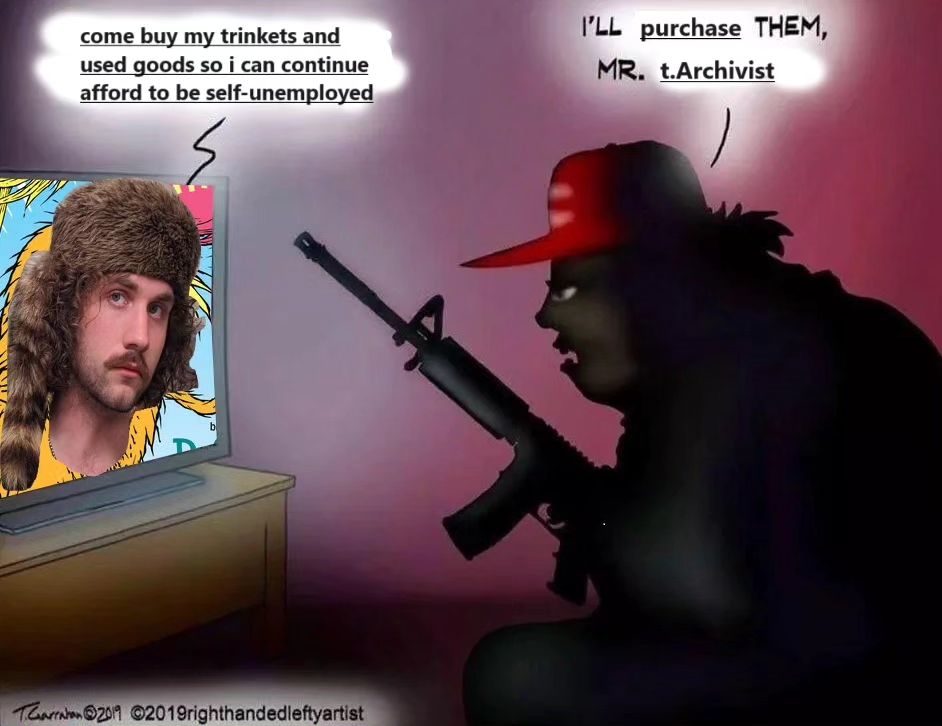 come buy my trinkets and
used goods so i can continue
afford to be self-unemployed
I'LL purchase THEM,
MR. t.Archivist
b
D
©2019 ©2019righthandedleftyartist